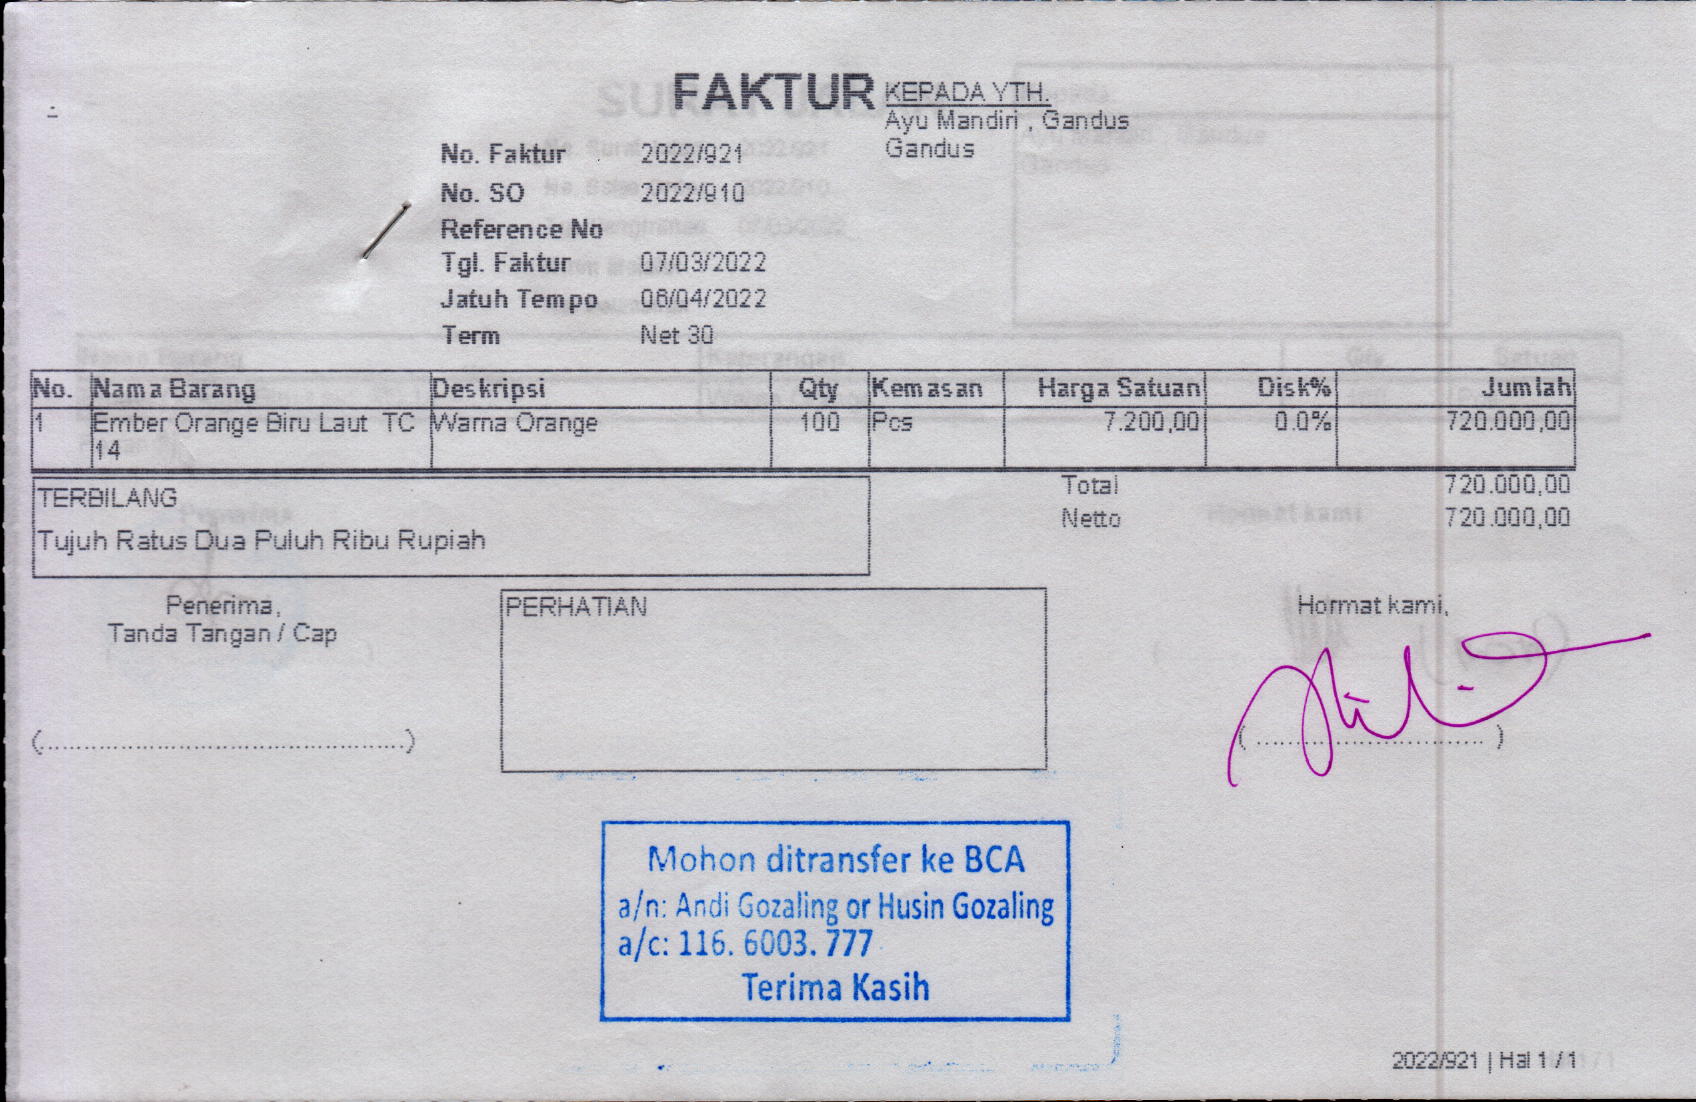 FAKTUR
KEPADA YTH.
Ayu Mandiri , Gandus
Gandus
No. Faktur 2022/921
No. SO 2022/910
Reference No
Tgl. Faktur 07/03/2022
Jatuh Tempo 06/04/2022
Term Net 30
No. Nama Barang Deskripsi Qty Kemasan Harga Satuan Disk% Jumlah
1 Ember Orange Biru Laut TC Warna Orange 100 Pcs 7.200,00 0.0% 720.000,00
14
Total 720.000,00
Netto 720.000,00
TERBILANG
Tujuh Ratus Dua Puluh Ribu Rupiah
Penerima,
Tanda Tangan / Cap
(................................................)
PERHATIAN
Hormat kami,
( .............................. )
Mohon ditransfer ke BCA
a/n: Andi Gozaling or Husin Gozaling
a/c: 116. 6003. 777
Terima Kasih
2022/921 | Hal 1 / 1